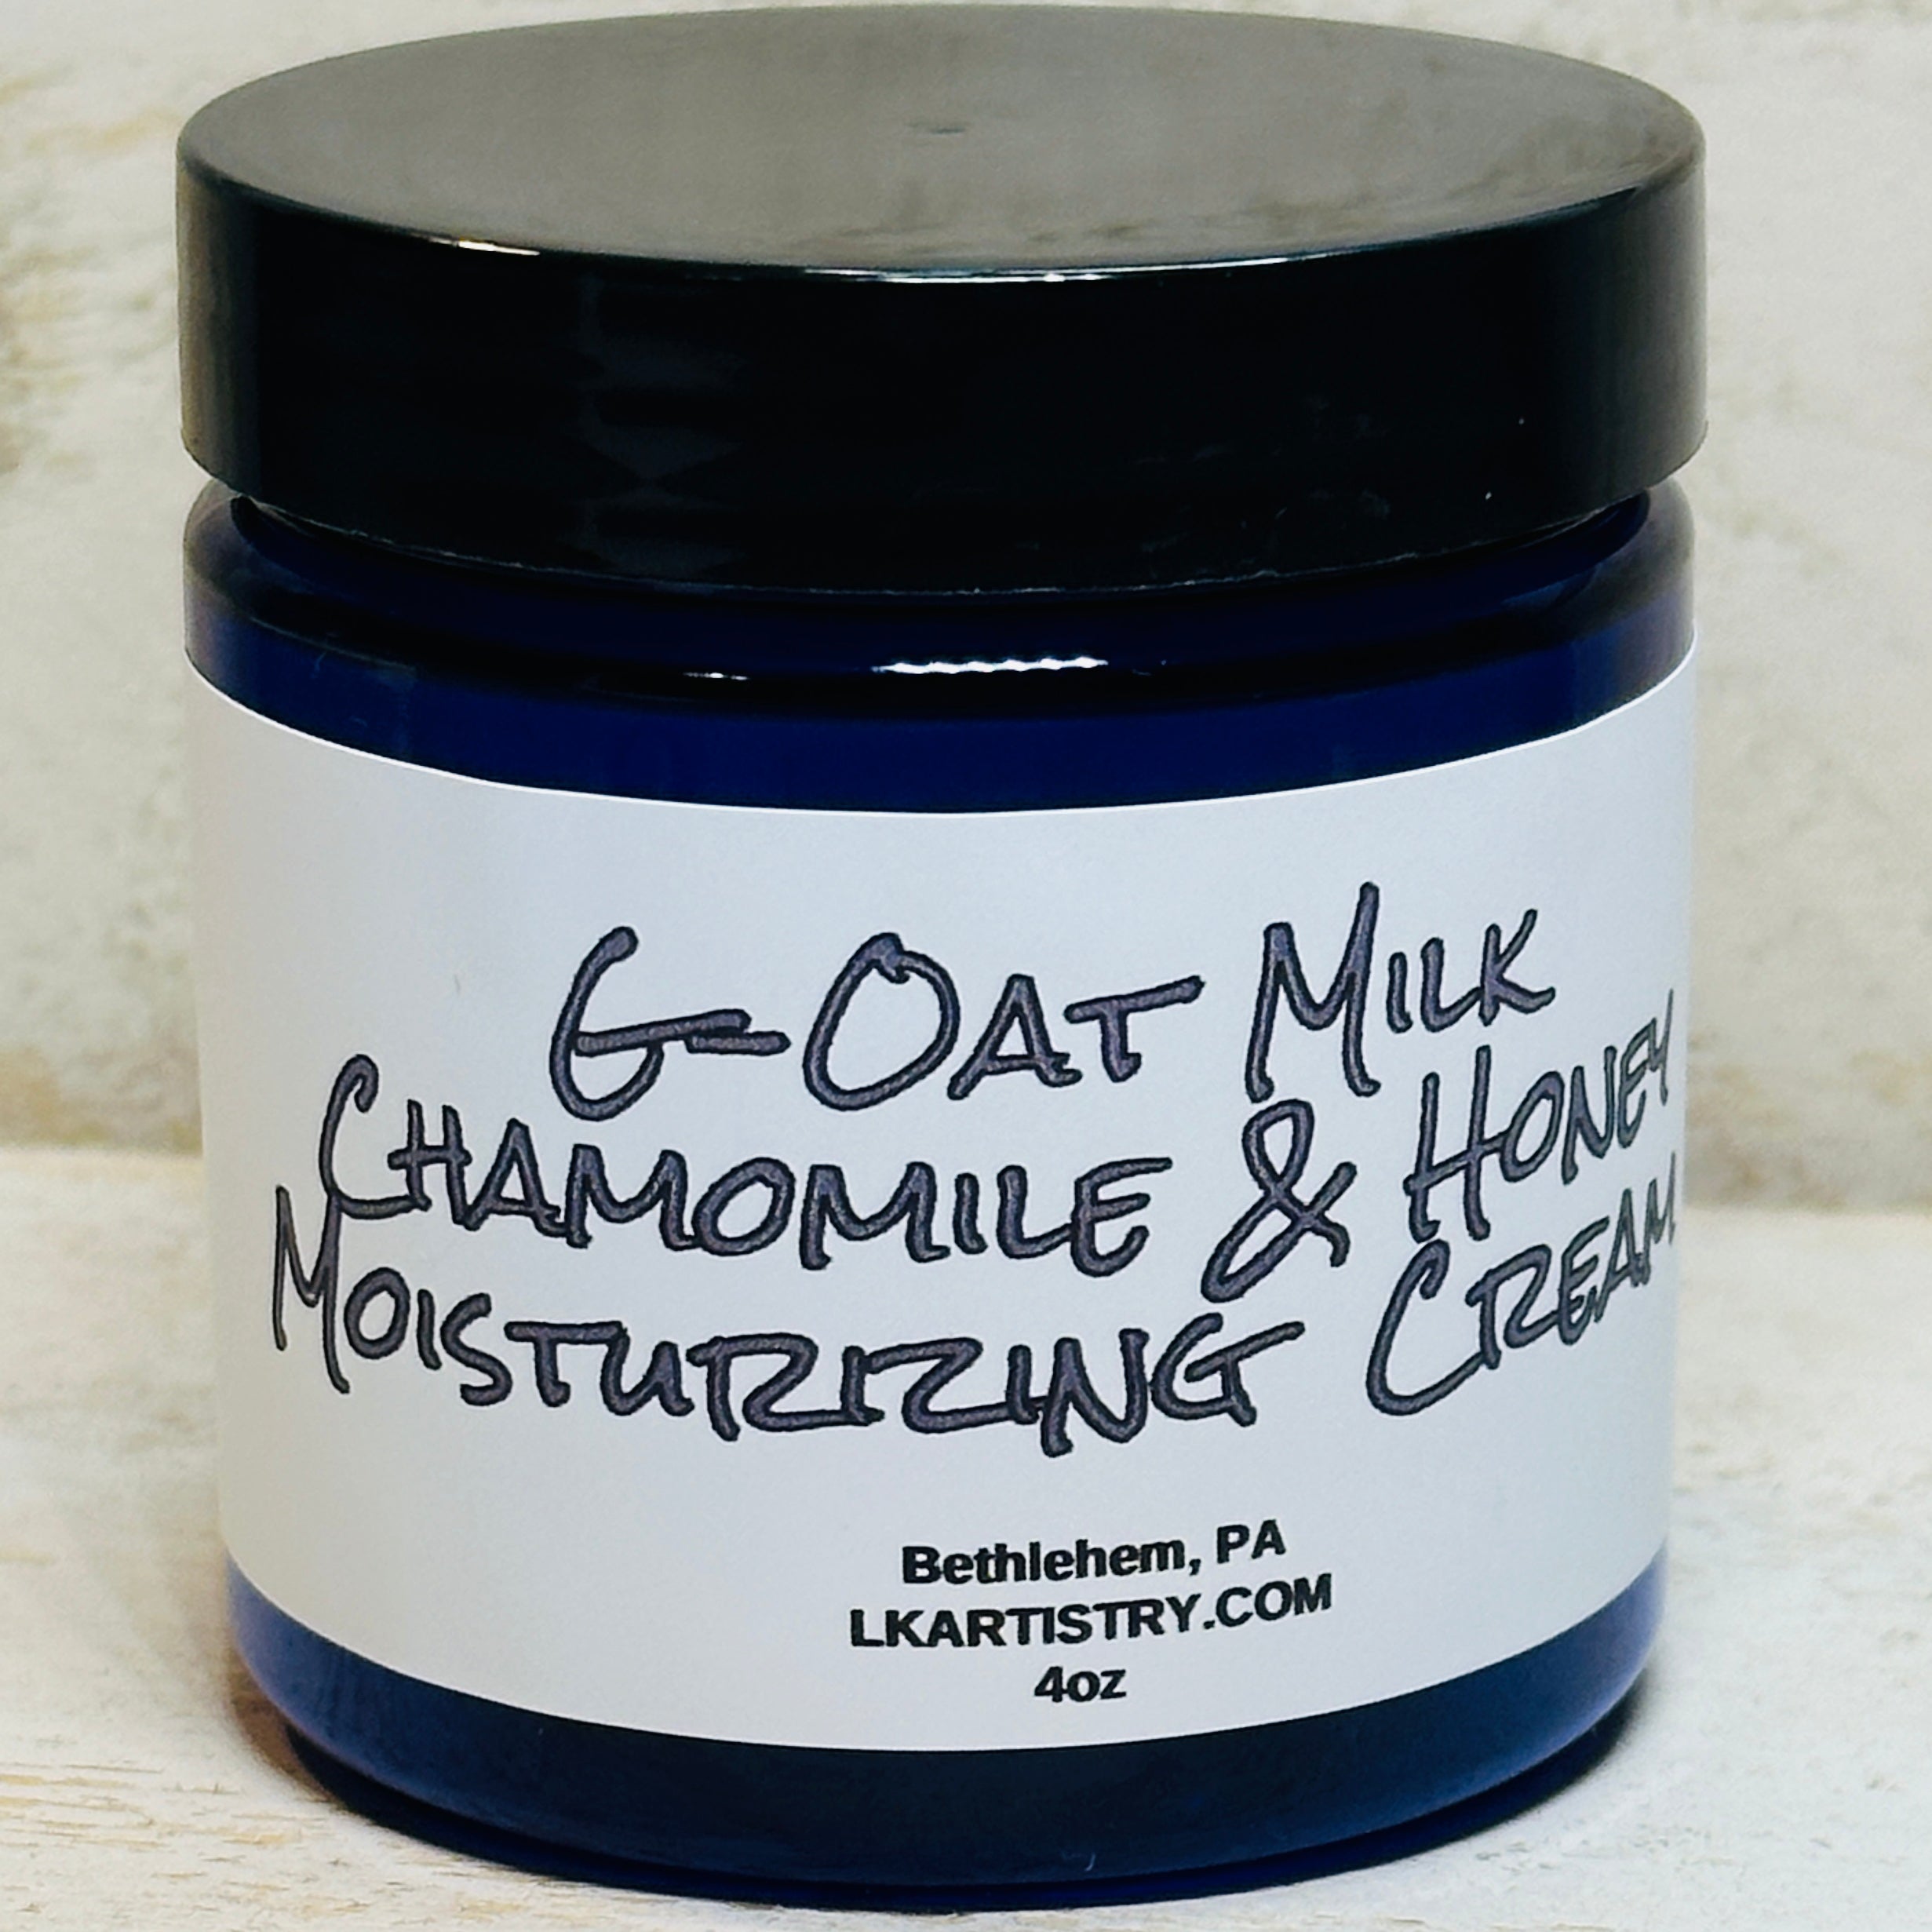 G-Oat Milk
Chamomile & Honey
Moisturizing Cream
Bethlehem, PA
LKARTISTRY.COM
4oz